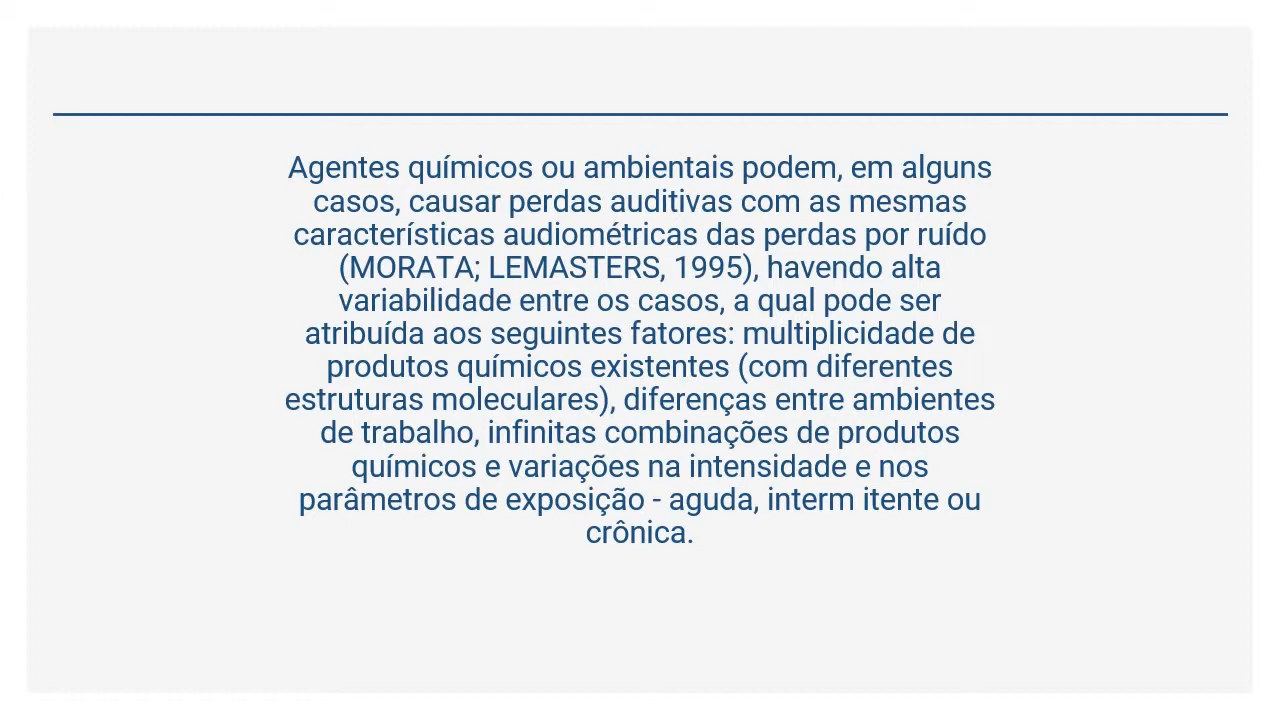 Agentes químicos ou ambientais podem, em alguns
casos, causar perdas auditivas com as mesmas
características audiométricas das perdas por ruído
(MORATA; LEMASTERS, 1995), havendo alta
variabilidade entre os casos, a qual pode ser
atribuída aos seguintes fatores: multiplicidade de
produtos químicos existentes (com diferentes
estruturas moleculares), diferenças entre ambientes
de trabalho, infinitas combinações de produtos
químicos e variações na intensidade e nos
parâmetros de exposição - aguda, interm itente ou
crônica.